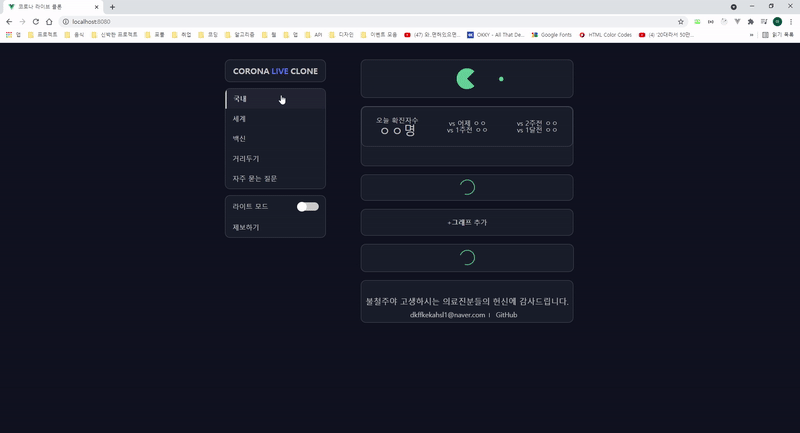 코로나 라이브 클론
localhost:8080
앱 프로젝트 음식 신박한 프로젝트 포폴 취업 코딩 알고리즘 웹 앱 API 디자인 이벤트 모음 (47) 와,면허있으면... OKKY - All That De... Google Fonts HTML Color Codes (4) '20대라서 50만... 읽기 목록
CORONA LIVE CLONE
국내
세계
백신
거리두기
자주 묻는 질문
라이트 모드
제보하기
오늘 확진자수
ㅇㅇ명
vs 어제 ㅇㅇ
vs 1주전 ㅇㅇ
vs 2주전 ㅇㅇ
vs 1달전 ㅇㅇ
+그래프 추가
불철주야 고생하시는 의료진분들의 헌신에 감사드립니다.
dkffkekahsl1@naver.com | GitHub